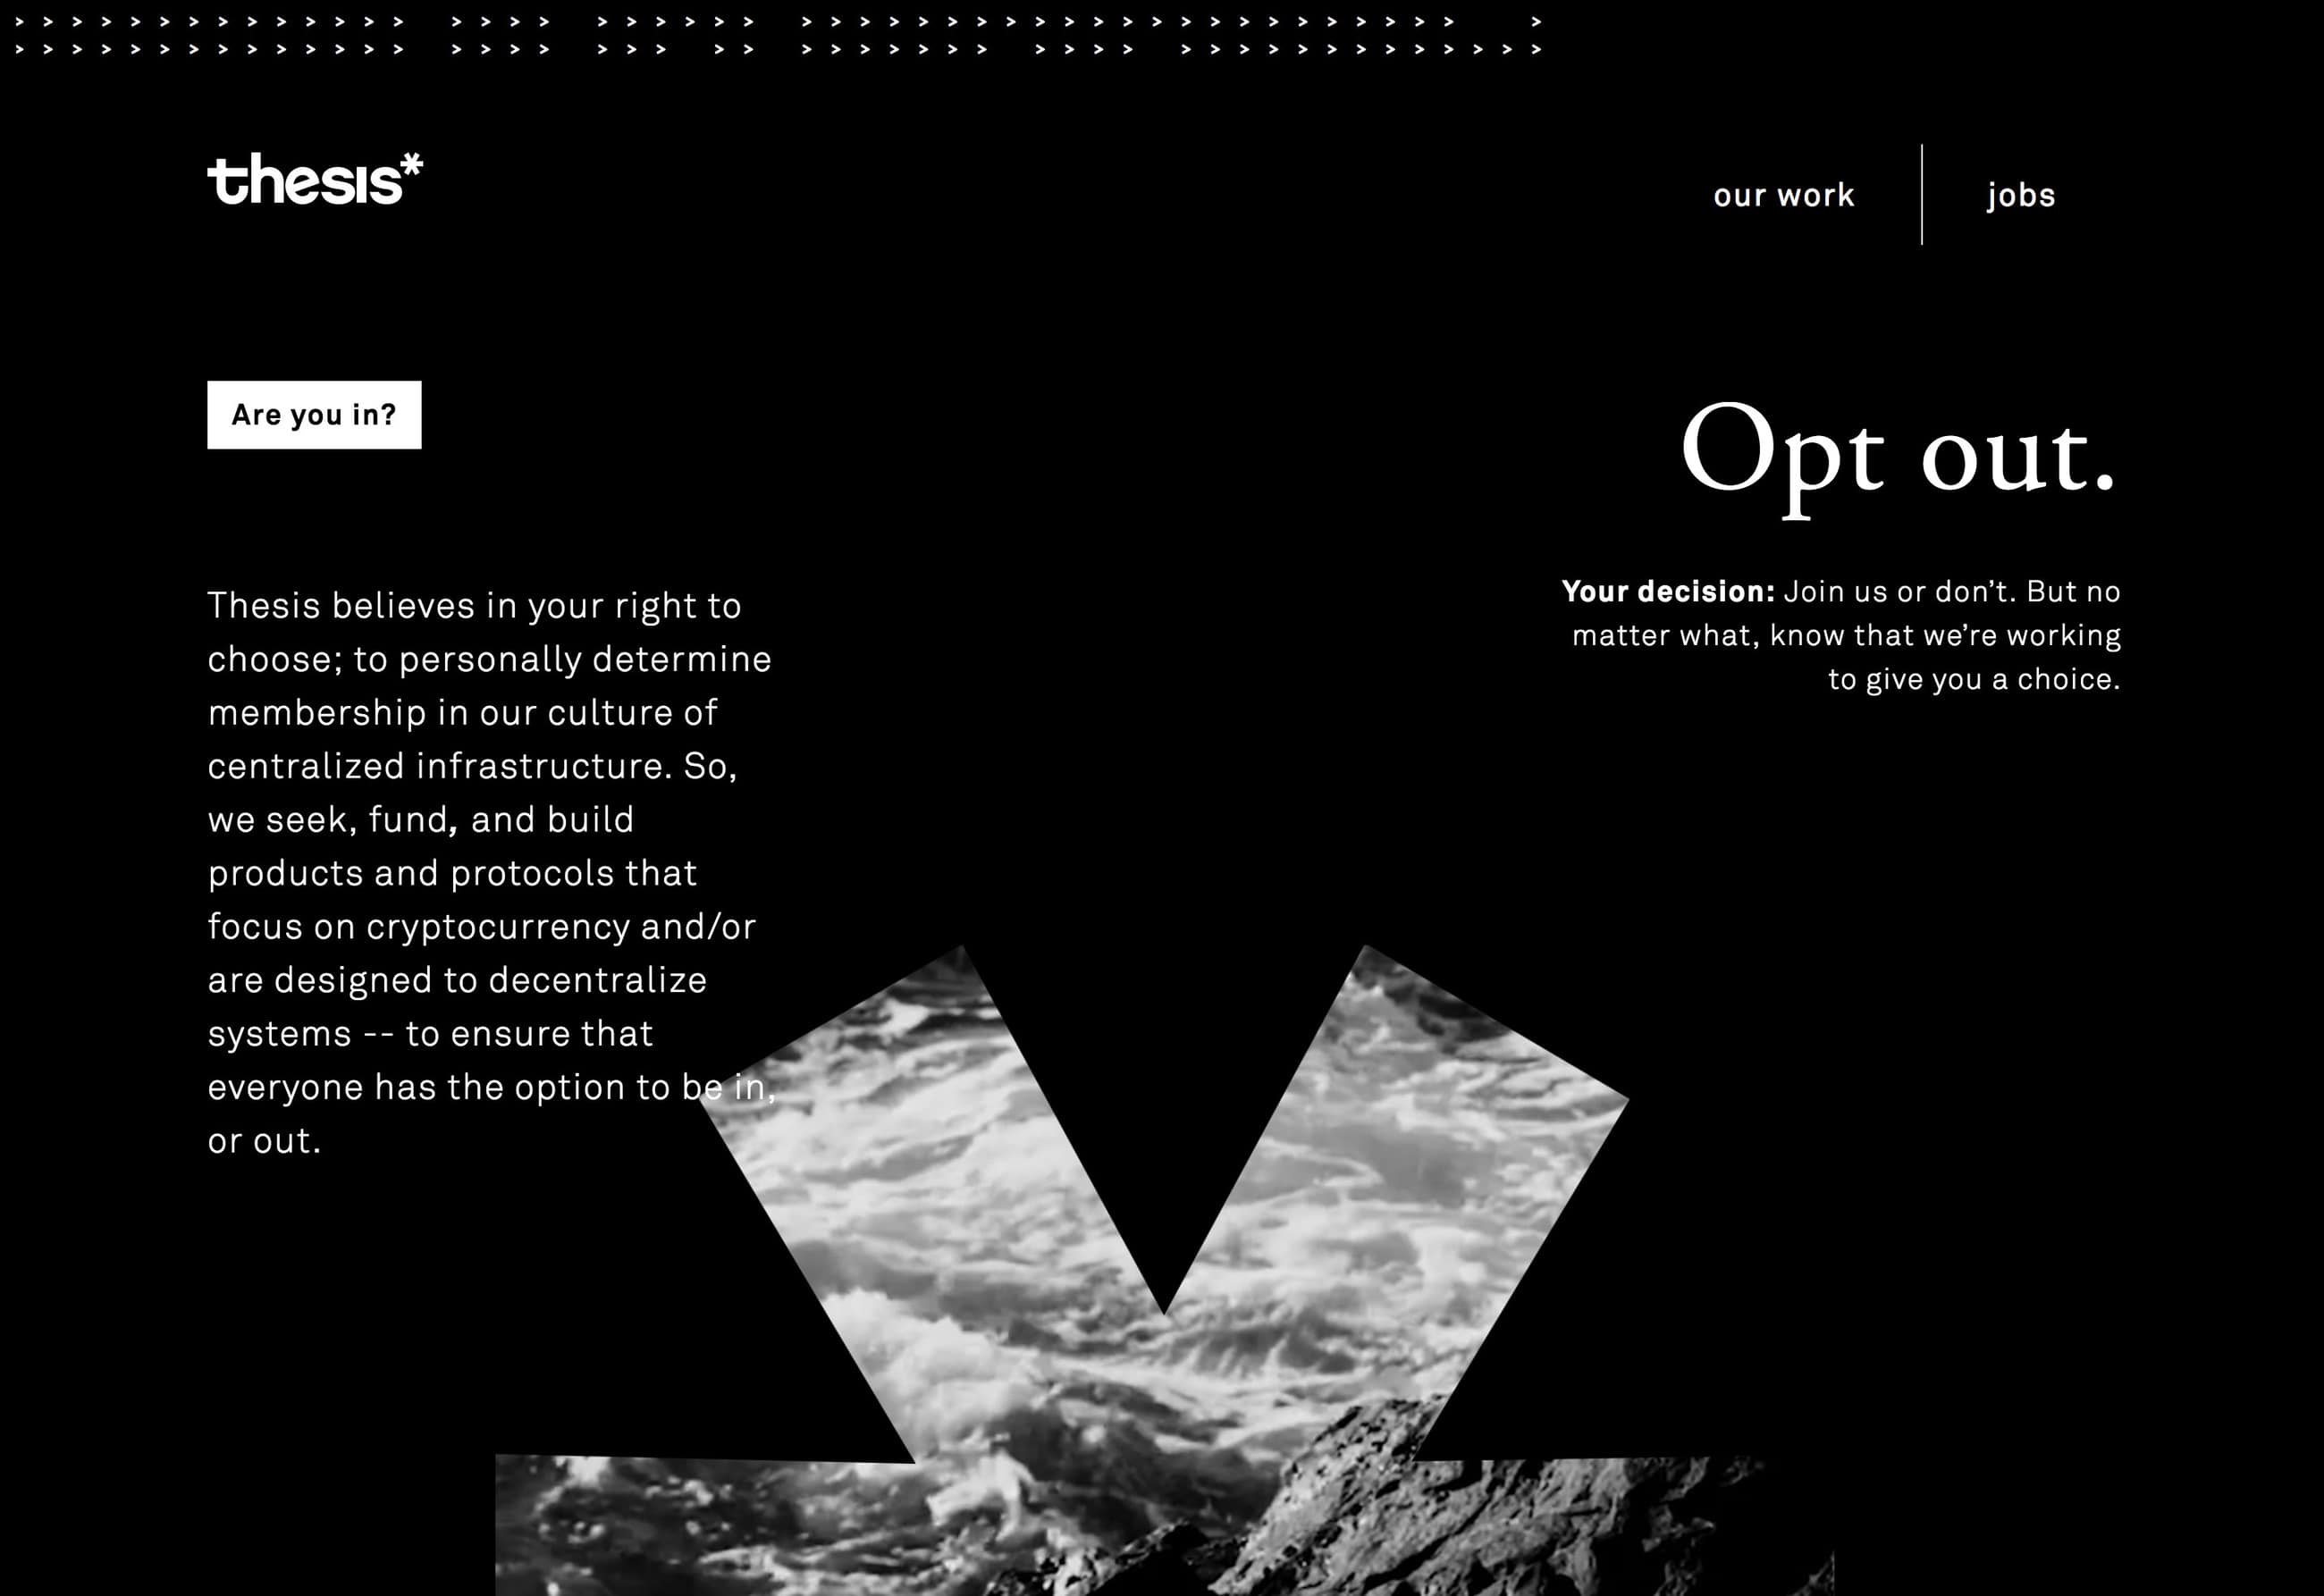 > > > > > > > > > > > > > > > > > > > > > > > > > > > > > > > > > > > > > > > > > > > > > > > > >
> > > > > > > > > > > > > > > > > > > > > > > > > > > > > > > > > > > > > > > > > > > > > > > >
thesis*
our work
jobs
Are you in?
Opt out.
Your decision: Join us or don’t. But no
matter what, know that we’re working
to give you a choice.
Thesis believes in your right to
choose; to personally determine
membership in our culture of
centralized infrastructure. So,
we seek, fund, and build
products and protocols that
focus on cryptocurrency and/or
are designed to decentralize
systems -- to ensure that
everyone has the option to be in,
or out.